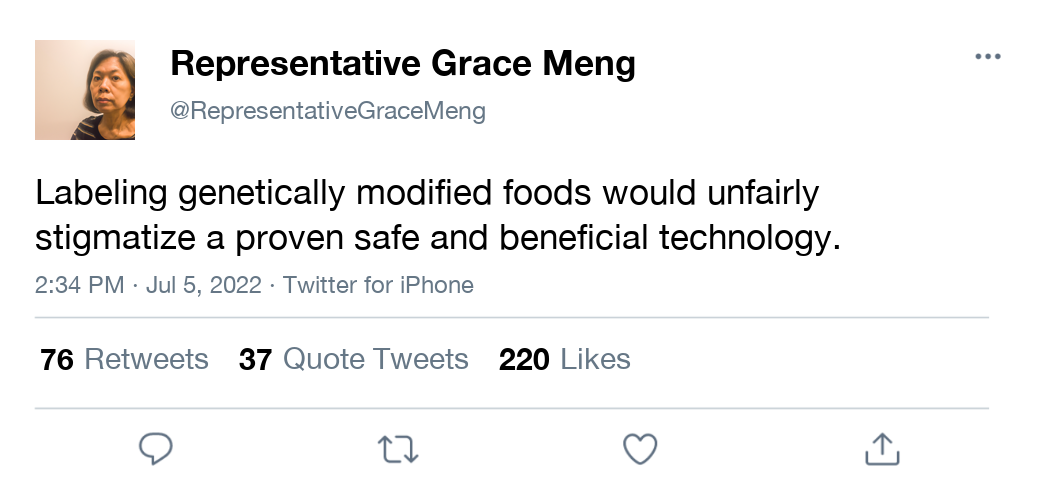 Representative Grace Meng
@RepresentativeGraceMeng
Labeling genetically modified foods would unfairly
stigmatize a proven safe and beneficial technology.
2:34 PM · Jul 5, 2022 · Twitter for iPhone
76 Retweets 37 Quote Tweets 220 Likes